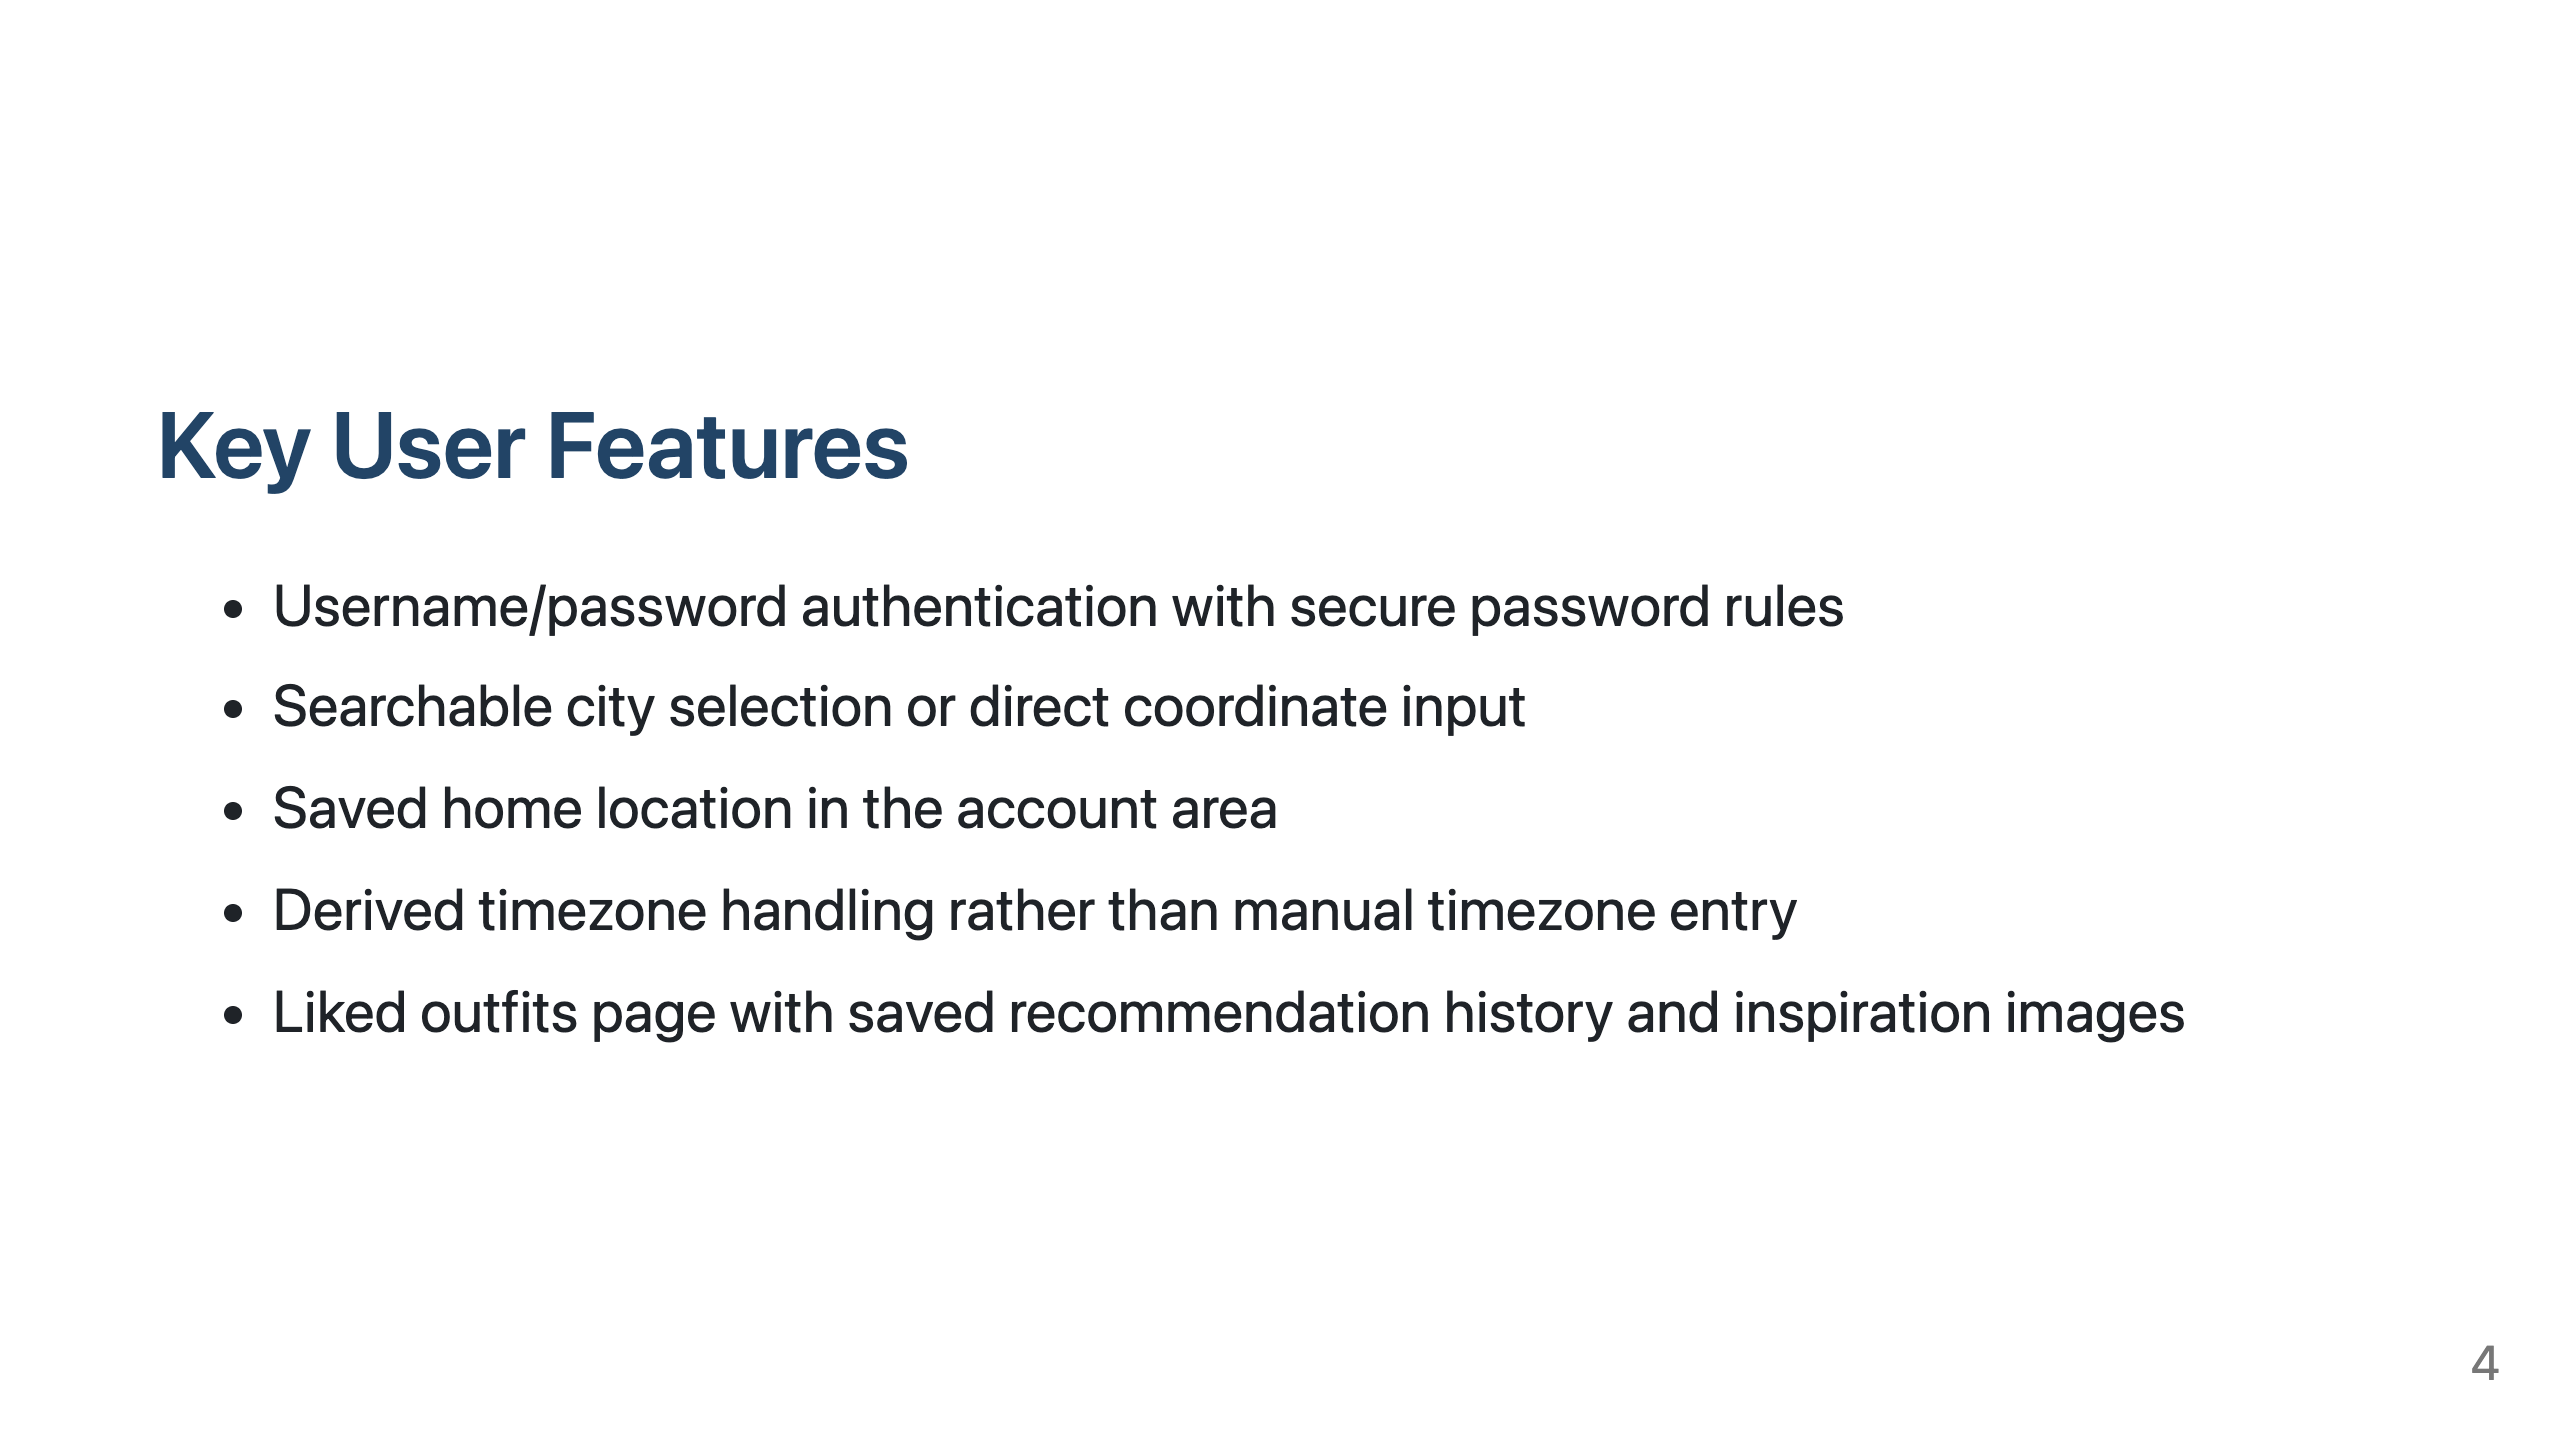 Key User Features
• Username/password authentication with secure password rules
• Searchable city selection or direct coordinate input
• Saved home location in the account area
• Derived timezone handling rather than manual timezone entry
• Liked outfits page with saved recommendation history and inspiration images
4